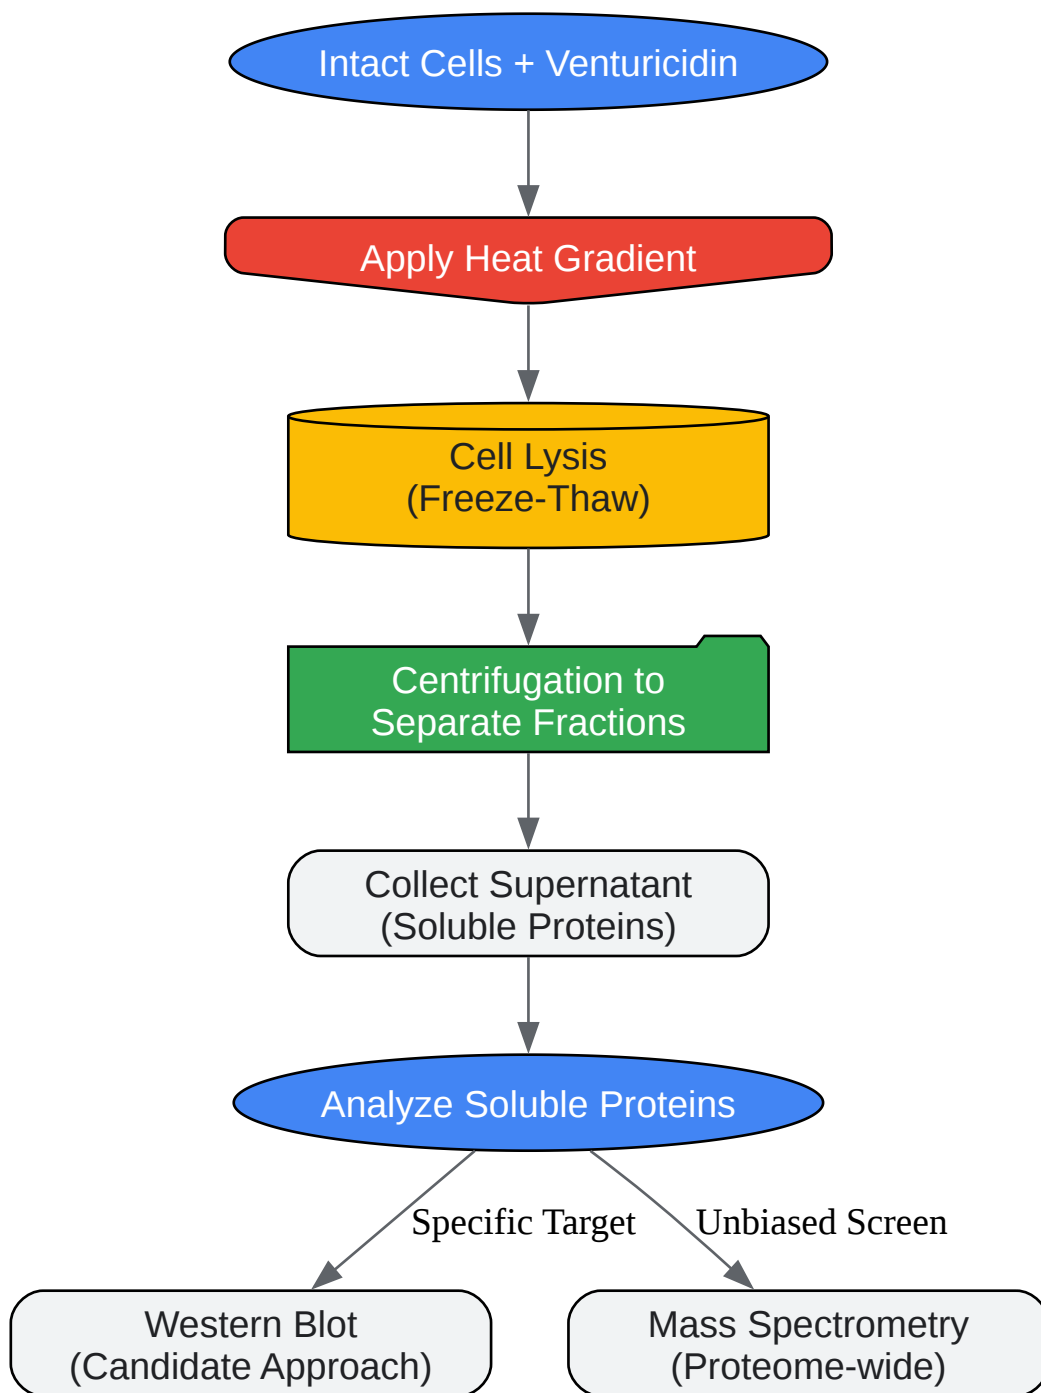 Intact Cells + Venturicidin
Apply Heat Gradient
Cell Lysis
(Freeze-Thaw)
Centrifugation to
Separate Fractions
Collect Supernatant
(Soluble Proteins)
Analyze Soluble Proteins
Specific Target
Unbiased Screen
Western Blot
(Candidate Approach)
Mass Spectrometry
(Proteome-wide)